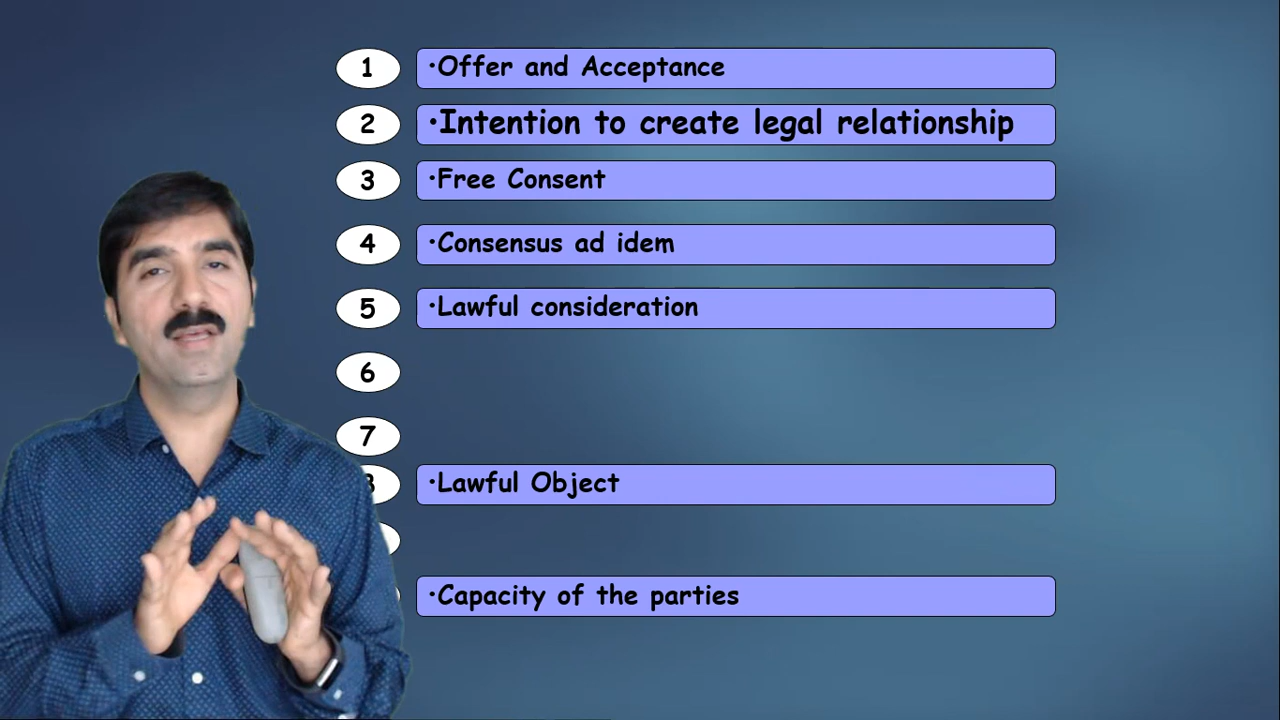 1 •Offer and Acceptance
2 •Intention to create legal relationship
3 •Free Consent
4 •Consensus ad idem
5 •Lawful consideration
6
7
•Lawful Object
•Capacity of the parties